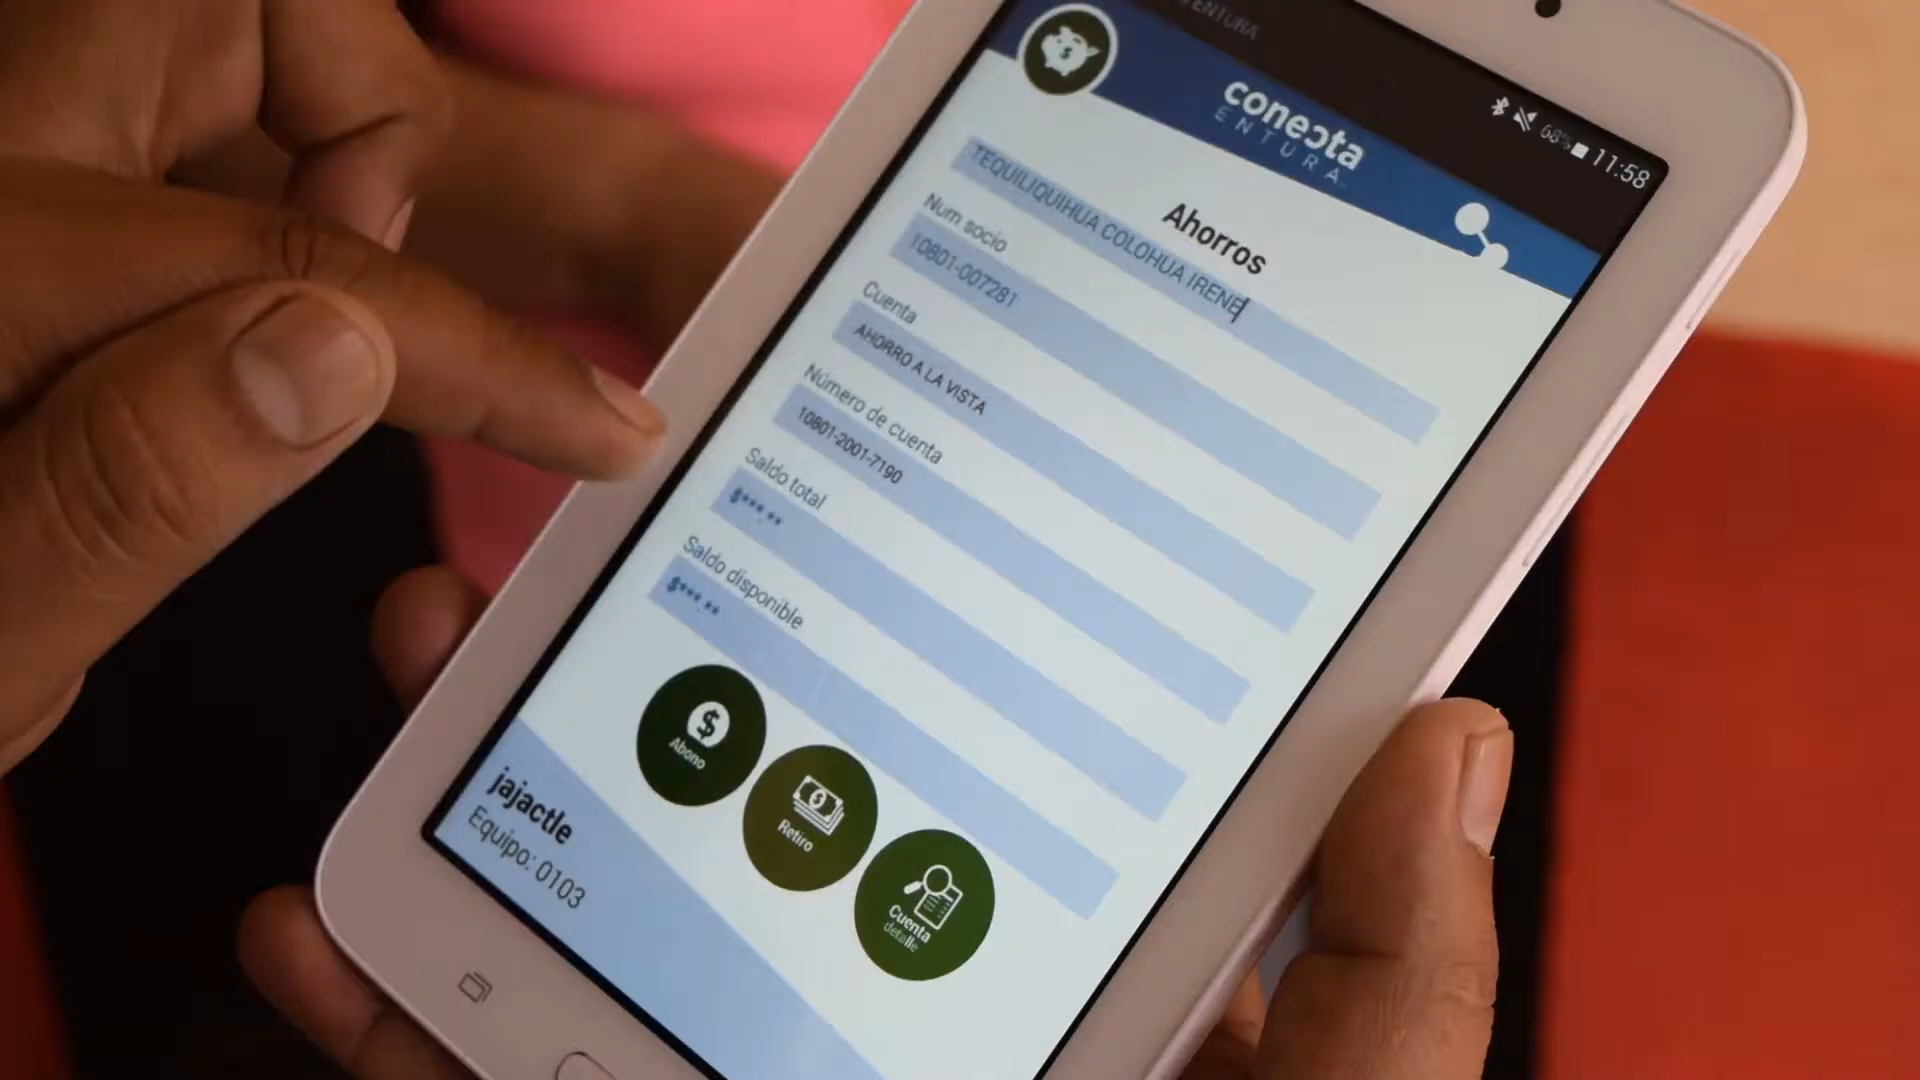 ENTURA
68% 11:58
conecta
ENTURA
Ahorros
TEQUILIQUIHUA COLOHUA IRENE
Num socio
10801-007281
Cuenta
AHORRO A LA VISTA
Número de cuenta
10801-2001-7190
Saldo total
$***.**
Saldo disponible
$***.**
$
Abono
Retiro
Cuenta
detalle
jajactle
Equipo: 0103